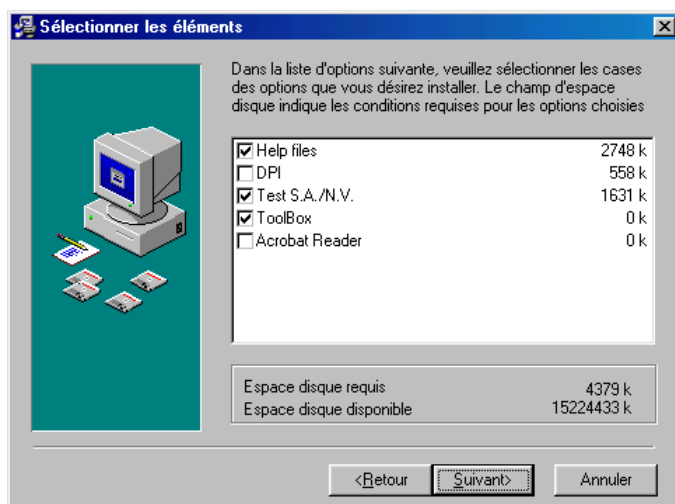 Sélectionner les éléments
Dans la liste d'options suivante, veuillez sélectionner les cases
des options que vous désirez installer. Le champ d'espace
disque indique les conditions requises pour les options choisies
Help files 2748 k
DPI 558 k
Test S.A./N.V. 1631 k
ToolBox 0 k
Acrobat Reader 0 k
Espace disque requis 4379 k
Espace disque disponible 15224433 k
<Retour Suivant> Annuler